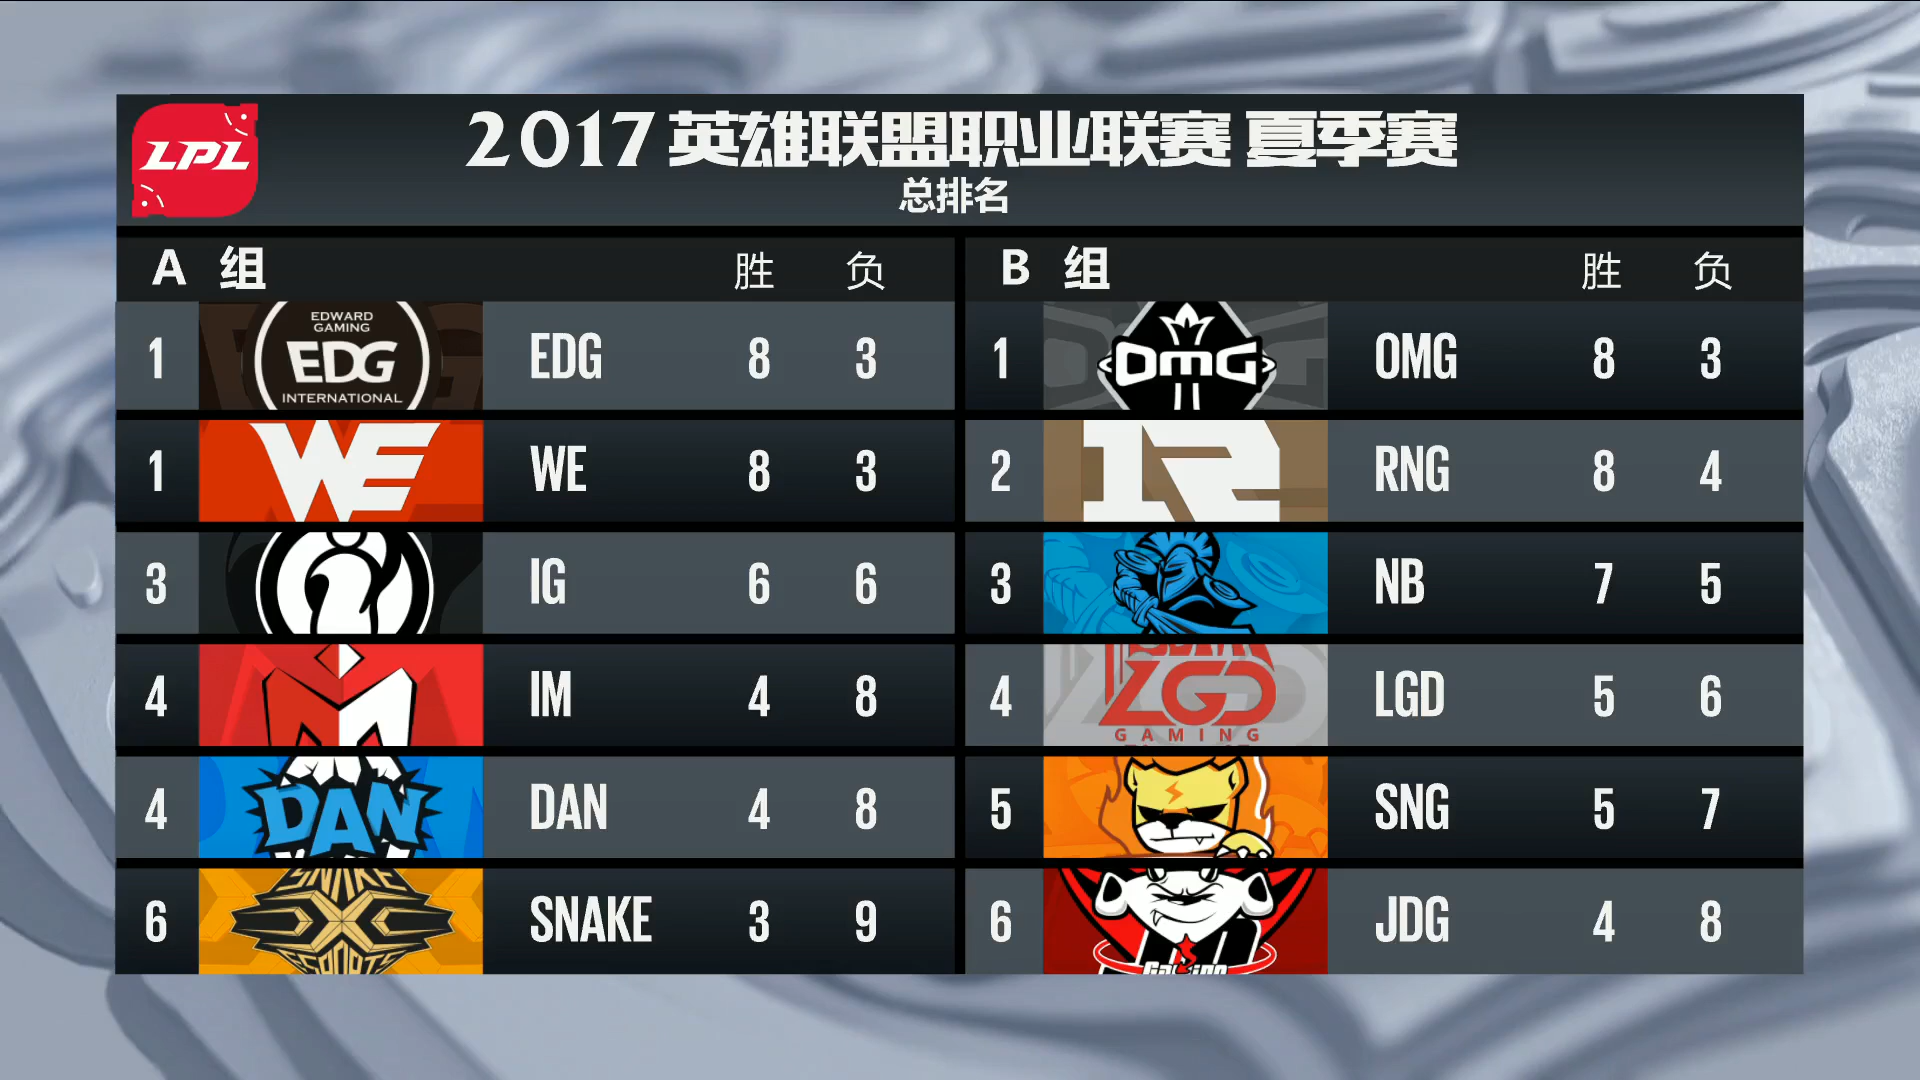 LPL
2017 英雄联盟职业联赛 夏季赛
总排名
A 组 胜 负
1 EDWARD GAMING EDG INTERNATIONAL EDG 8 3
1 WE WE 8 3
3 IG 6 6
4 IM 4 8
4 DAN DAN 4 8
6 SNAKE ESPORTS SNAKE 3 9
B 组 胜 负
1 OMG OMG 8 3
2 R RNG 8 4
3 NB 7 5
4 LGD GAMING LGD 5 6
5 SNG 5 7
6 Gaming JDG 4 8